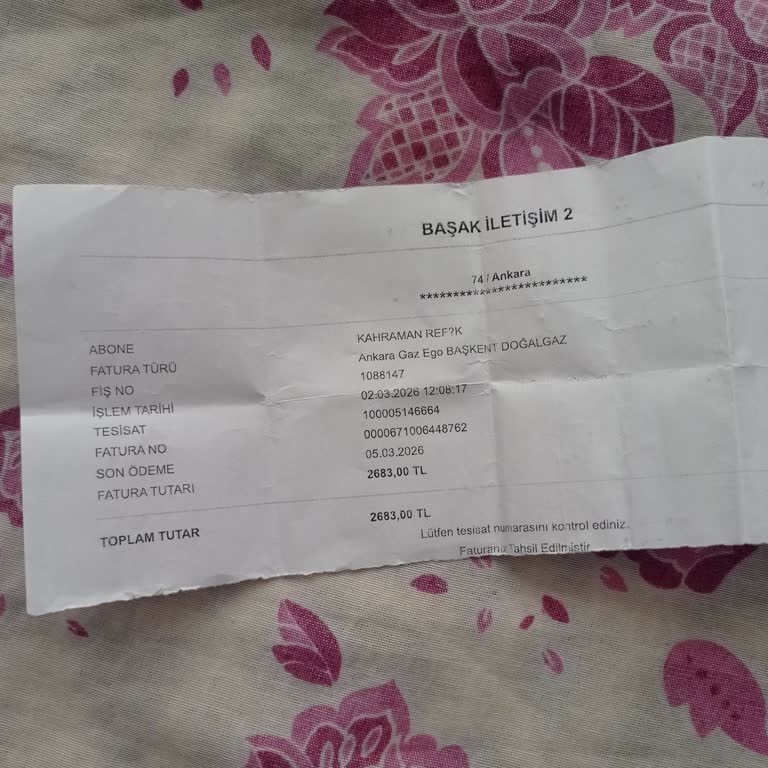 BAŞAK İLETİŞİM 2
74 / Ankara
*************************
ABONE KAHRAMAN REF?K
FATURA TÜRÜ Ankara Gaz Ego BAŞKENT DOĞALGAZ
FİŞ NO 1088147
İŞLEM TARİHİ 02.03.2026 12:08:17
TESİSAT 100005146664
FATURA NO 0000671006448762
SON ÖDEME 05.03.2026
FATURA TUTARI 2683,00 TL
TOPLAM TUTAR 2683,00 TL
Lütfen tesisat numarasını kontrol ediniz.
Faturanız Tahsil Edilmiştir